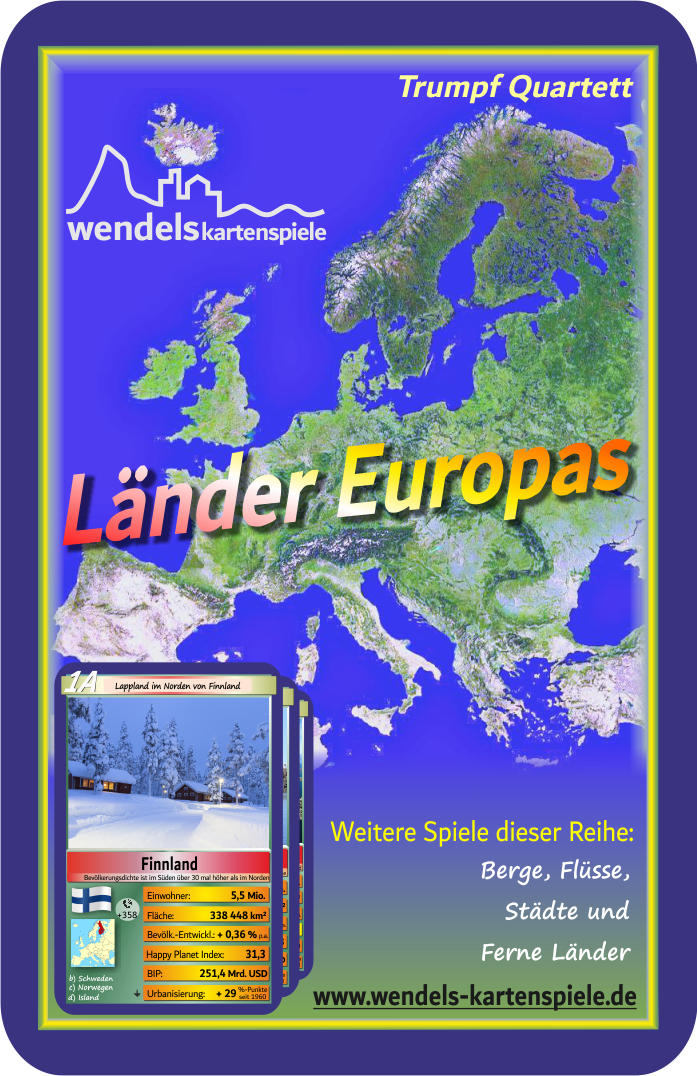 Trumpf Quartett
wendelskartenspiele
Länder Europas
1A
Lappland im Norden von Finnland
Finnland
Bevölkerungsdichte ist im Süden über 30 mal höher als im Norden
+358
Einwohner: 5,5 Mio.
Fläche: 338 448 km²
Bevölk.-Entwickl.: + 0,36 % p.a.
Happy Planet Index: 31,3
BIP: 251,4 Mrd. USD
Urbanisierung: + 29 %-Punkte seit 1960
b) Schweden
c) Norwegen
d) Island
Weitere Spiele dieser Reihe:
Berge, Flüsse,
Städte und
Ferne Länder
www.wendels-kartenspiele.de